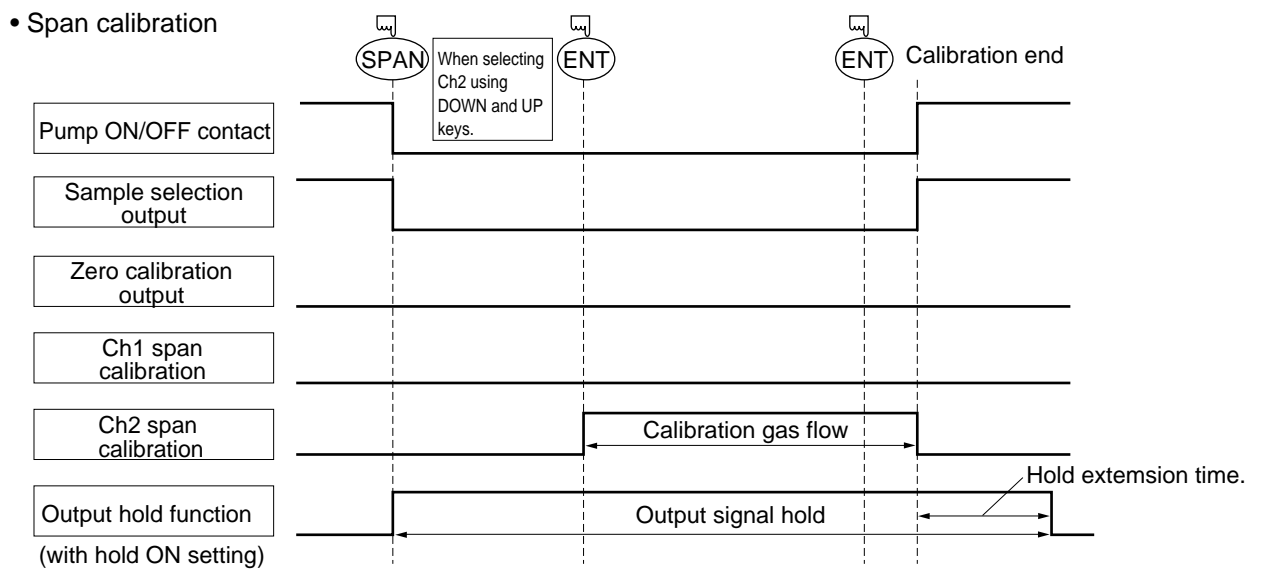 • Span calibration
SPAN
When selecting
Ch2 using
DOWN and UP
keys.
ENT
ENT
Calibration end
Pump ON/OFF contact
Sample selection
output
Zero calibration
output
Ch1 span
calibration
Ch2 span
calibration
Calibration gas flow
Hold extemsion time.
Output hold function
Output signal hold
(with hold ON setting)